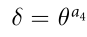 δ = θ^{a_4}